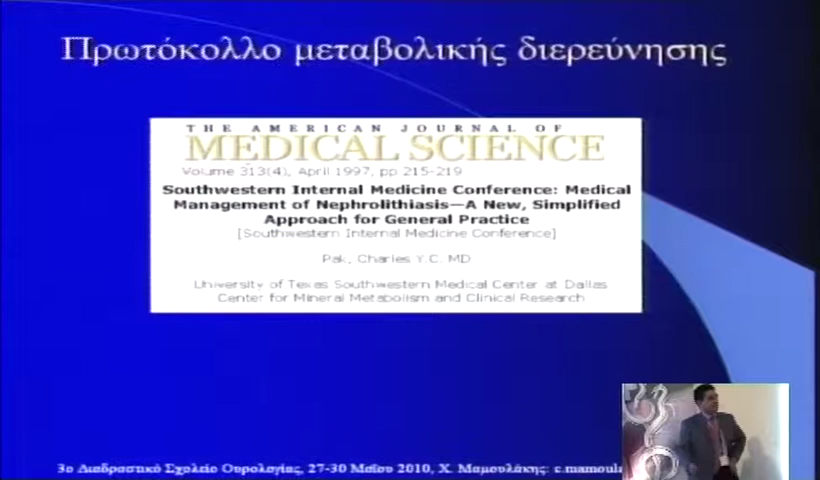 Πρωτόκολλο μεταβολικής διερεύνησης
THE AMERICAN JOURNAL OF
MEDICAL SCIENCE
Volume 313(4), April 1997, pp 215-219
Southwestern Internal Medicine Conference: Medical
Management of Nephrolithiasis—A New, Simplified
Approach for General Practice
[Southwestern Internal Medicine Conference]
Pak, Charles Y.C. MD
University of Texas Southwestern Medical Center at Dallas
Center for Mineral Metabolism and Clinical Research
3ο Διαδραστικό Σχολείο Ουρολογίας, 27-30 Μαΐου 2010, Χ. Μαμουλάκης: c.mamoula